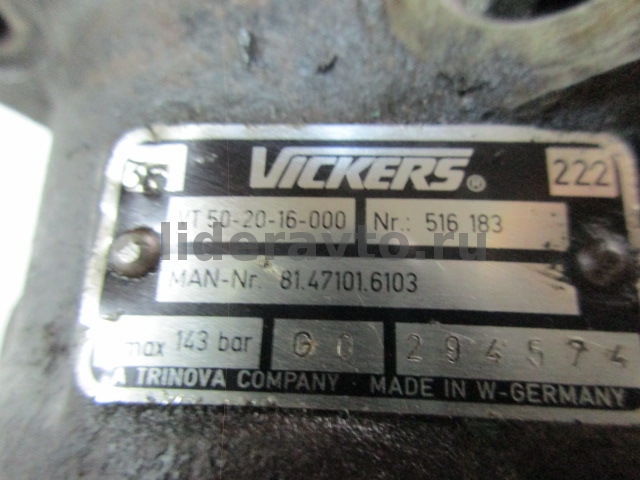 VICKERS® 222
VT 50-20-16-000 Nr.: 516 183
lideravto.ru
MAN-Nr. 81.47101.6103
max 143 bar G0 294574
A TRINOVA COMPANY · MADE IN W-GERMANY